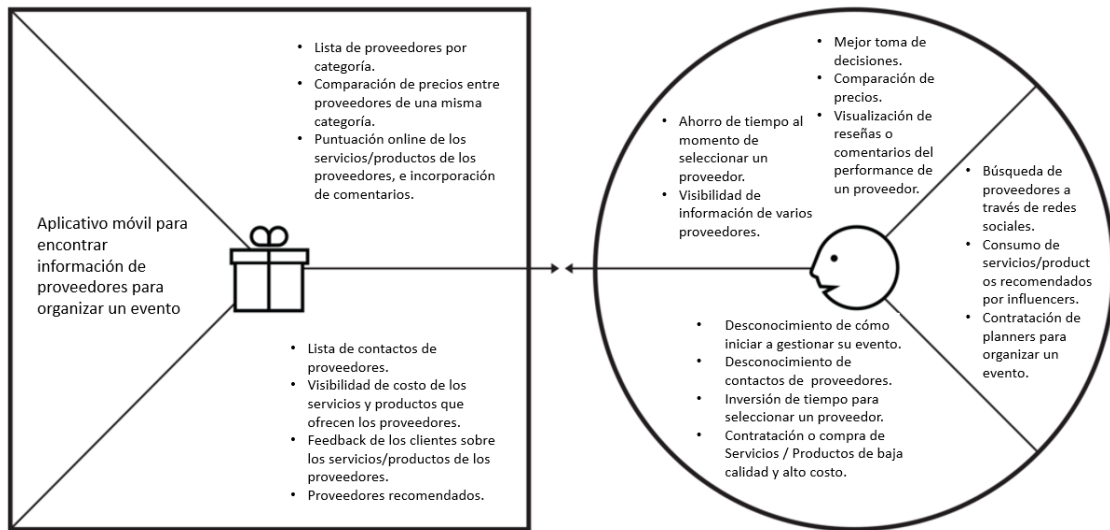 Aplicativo móvil para
encontrar
información de
proveedores para
organizar un evento
• Lista de proveedores por
categoría.
• Comparación de precios entre
proveedores de una misma
categoría.
• Puntuación online de los
servicios/productos de los
proveedores, e incorporación
de comentarios.
• Lista de contactos de
proveedores.
• Visibilidad de costo de los
servicios y productos que
ofrecen los proveedores.
• Feedback de los clientes sobre
los servicios/productos de los
proveedores.
• Proveedores recomendados.
• Ahorro de tiempo al
momento de
seleccionar un
proveedor.
• Visibilidad de
información de varios
proveedores.
• Mejor toma de
decisiones.
• Comparación de
precios.
• Visualización de
reseñas o
comentarios del
performance de
un proveedor.
• Búsqueda de
proveedores a
través de redes
sociales.
• Consumo de
servicios/product
os recomendados
por influencers.
• Contratación de
planners para
organizar un
evento.
• Desconocimiento de cómo
iniciar a gestionar su evento.
• Desconocimiento de
contactos de proveedores.
• Inversión de tiempo para
seleccionar un proveedor.
• Contratación o compra de
Servicios / Productos de baja
calidad y alto costo.